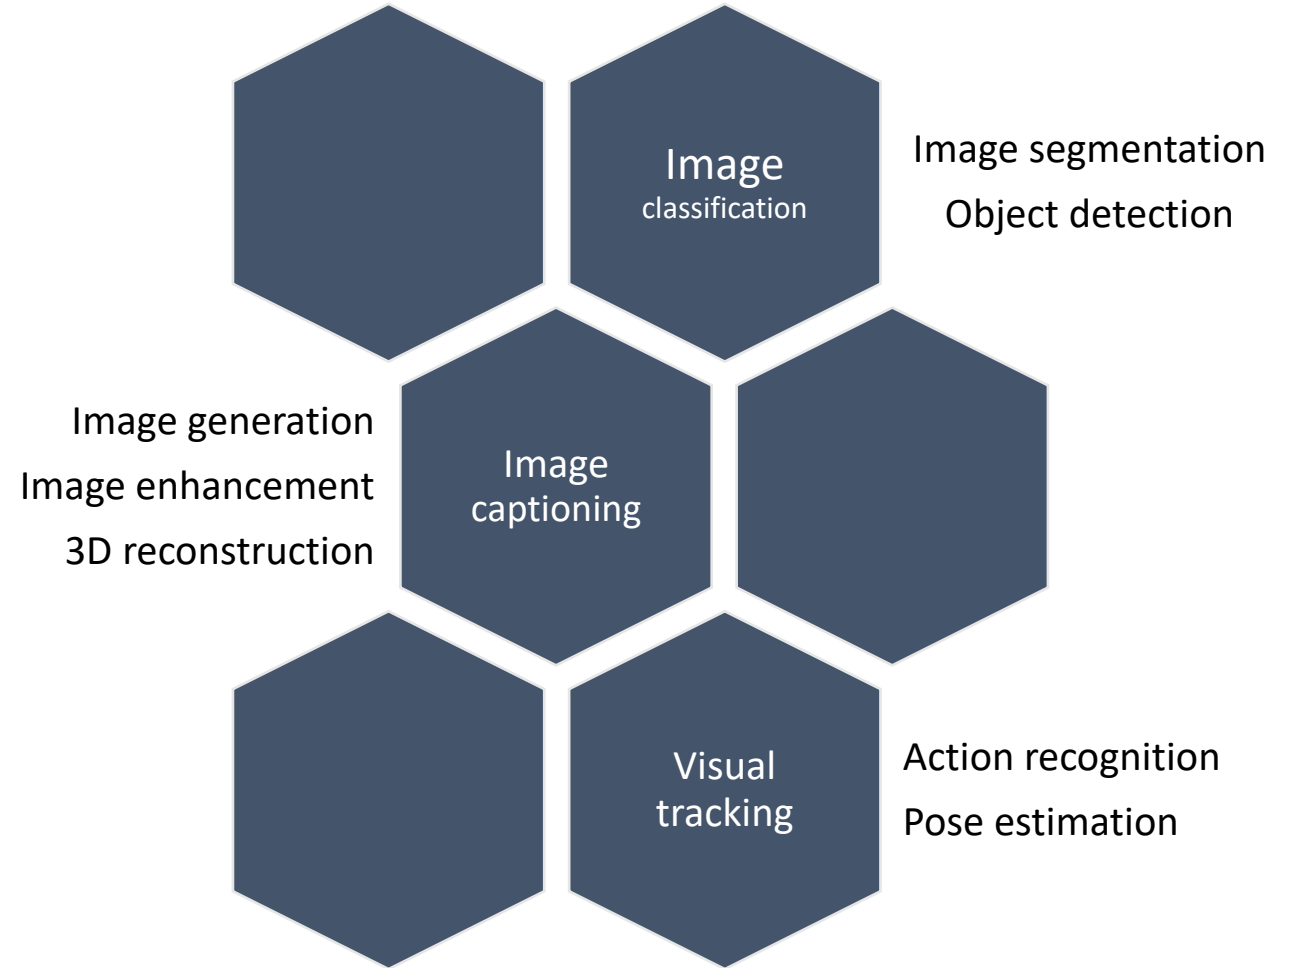 Image
classification
Image segmentation
Object detection
Image generation
Image enhancement
3D reconstruction
Image
captioning
Visual
tracking
Action recognition
Pose estimation